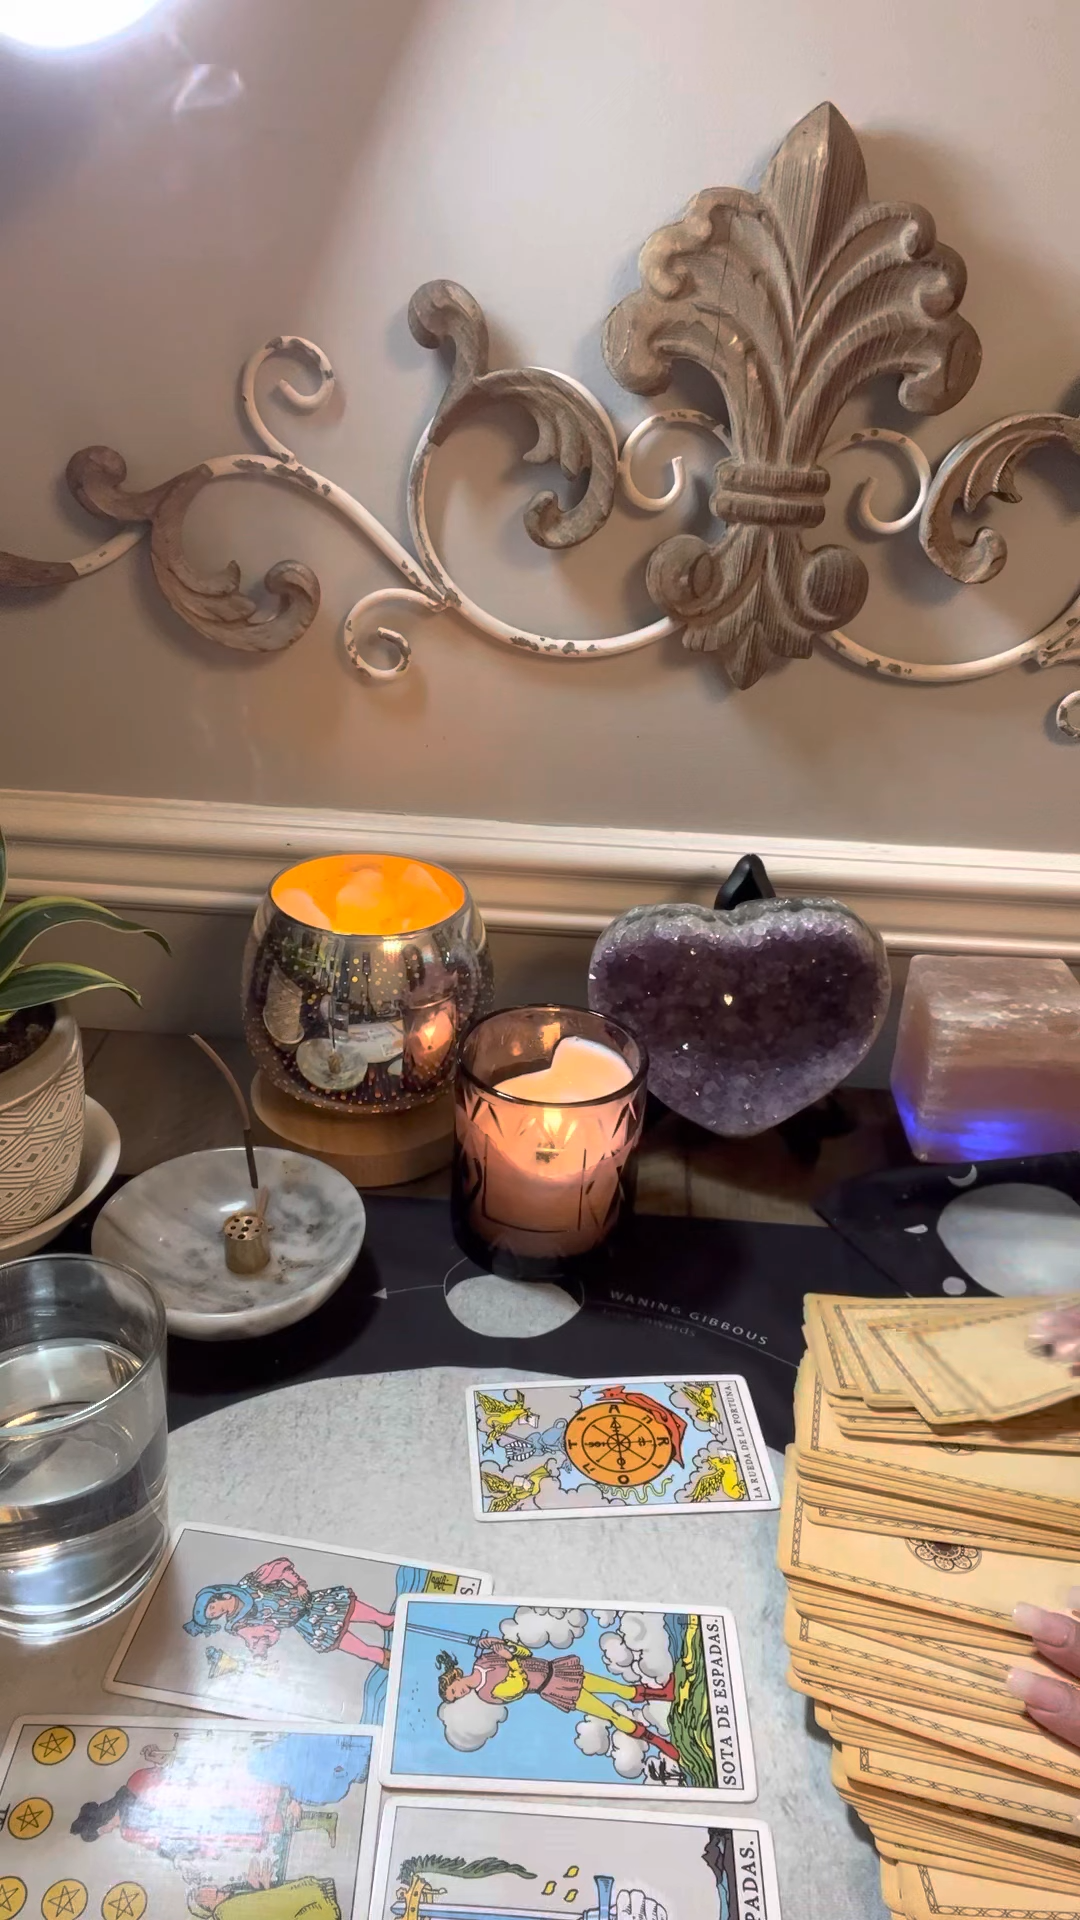 WANING GIBBOUS
LA RUEDA DE LA FORTUNA.
X
T A R O
S.
SOTA DE ESPADAS.
PADAS.